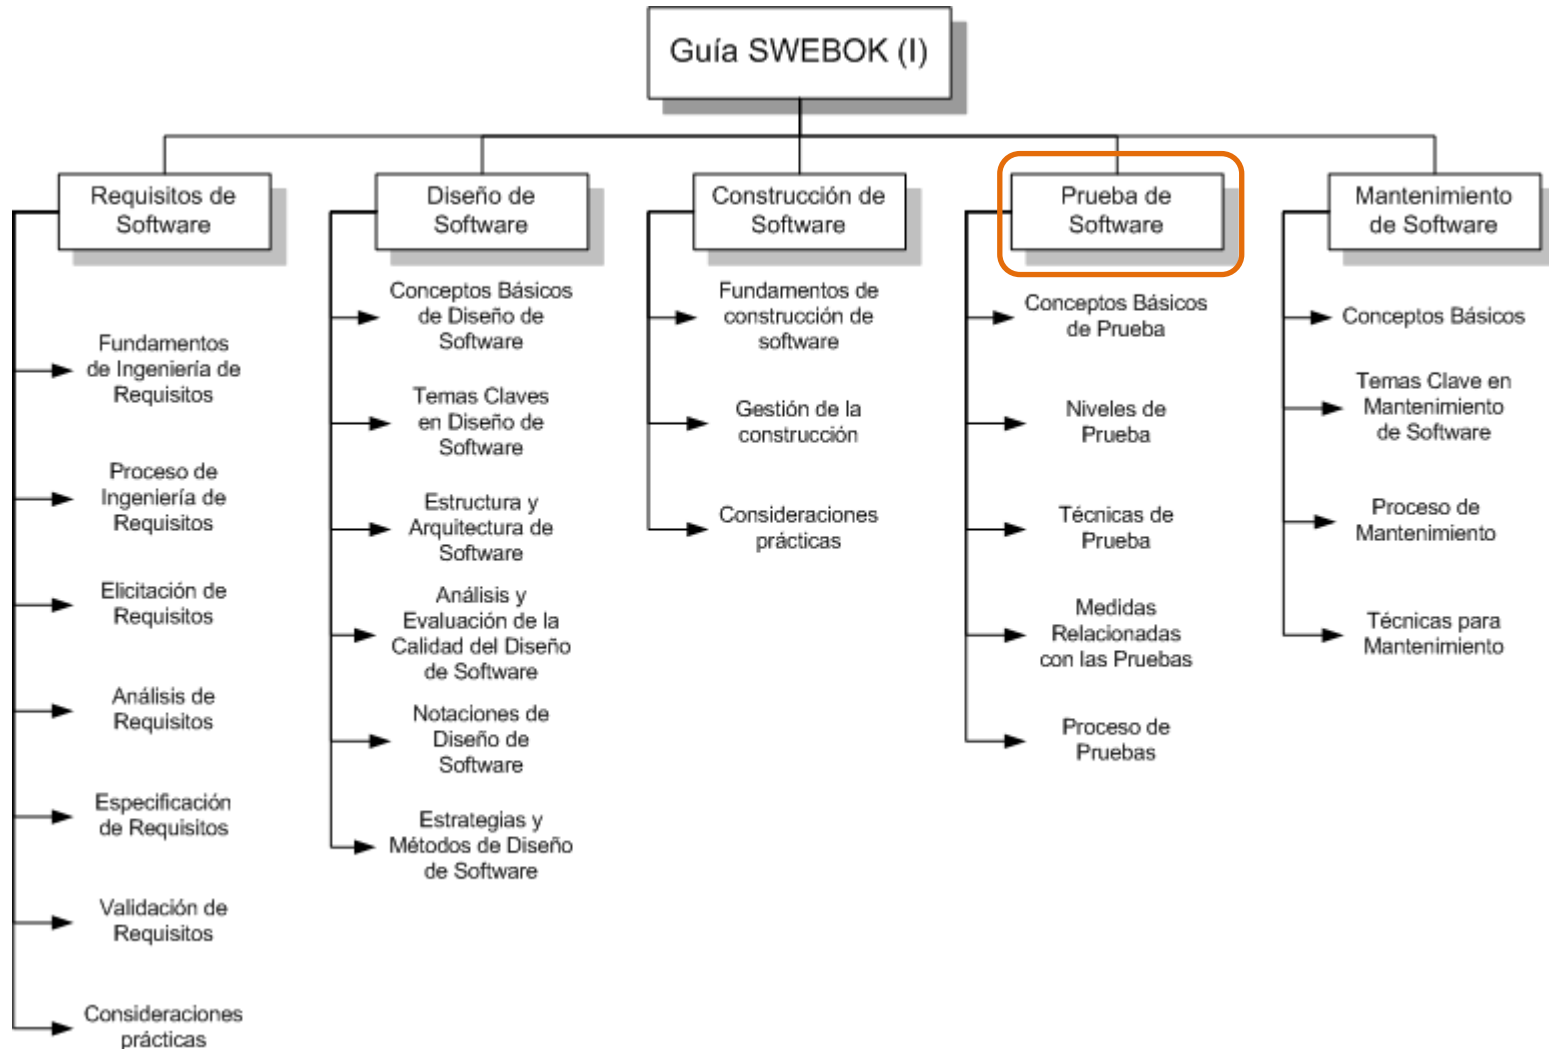 Guía SWEBOK (I)
Requisitos de
Software
Fundamentos
de Ingeniería de
Requisitos
Proceso de
Ingeniería de
Requisitos
Elicitación de
Requisitos
Análisis de
Requisitos
Especificación
de Requisitos
Validación de
Requisitos
Consideraciones
prácticas
Diseño de
Software
Conceptos Básicos
de Diseño de
Software
Temas Claves
en Diseño de
Software
Estructura y
Arquitectura de
Software
Análisis y
Evaluación de la
Calidad del Diseño
de Software
Notaciones de
Diseño de
Software
Estrategias y
Métodos de Diseño
de Software
Construcción de
Software
Fundamentos de
construcción de
software
Gestión de la
construcción
Consideraciones
prácticas
Prueba de
Software
Conceptos Básicos
de Prueba
Niveles de
Prueba
Técnicas de
Prueba
Medidas
Relacionadas
con las Pruebas
Proceso de
Pruebas
Mantenimiento
de Software
Conceptos Básicos
Temas Clave en
Mantenimiento
de Software
Proceso de
Mantenimiento
Técnicas para
Mantenimiento